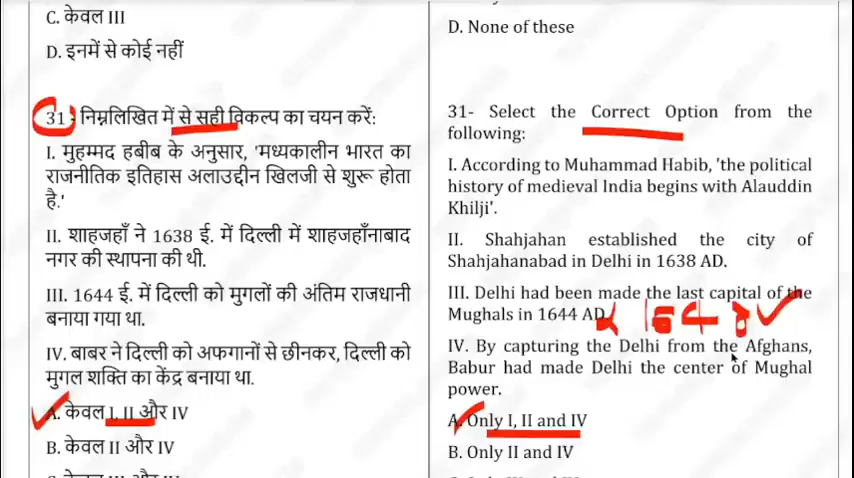 C. केवल III
D. इनमें से कोई नहीं
31 - निम्नलिखित में से सही विकल्प का चयन करें:
I. मुहम्मद हबीब के अनुसार, 'मध्यकालीन भारत का
राजनीतिक इतिहास अलाउद्दीन खिलजी से शुरू होता
है.'
II. शाहजहाँ ने 1638 ई. में दिल्ली में शाहजहाँनाबाद
नगर की स्थापना की थी.
III. 1644 ई. में दिल्ली को मुगलों की अंतिम राजधानी
बनाया गया था.
IV. बाबर ने दिल्ली को अफगानों से छीनकर, दिल्ली को
मुगल शक्ति का केंद्र बनाया था.
A. केवल I, II और IV
B. केवल II और IV
D. None of these
31- Select the Correct Option from the
following:
I. According to Muhammad Habib, 'the political
history of medieval India begins with Alauddin
Khilji'.
II. Shahjahan established the city of
Shahjahanabad in Delhi in 1638 AD.
III. Delhi had been made the last capital of the
Mughals in 1644 AD.
1648
IV. By capturing the Delhi from the Afghans,
Babur had made Delhi the center of Mughal
power.
A. Only I, II and IV
B. Only II and IV